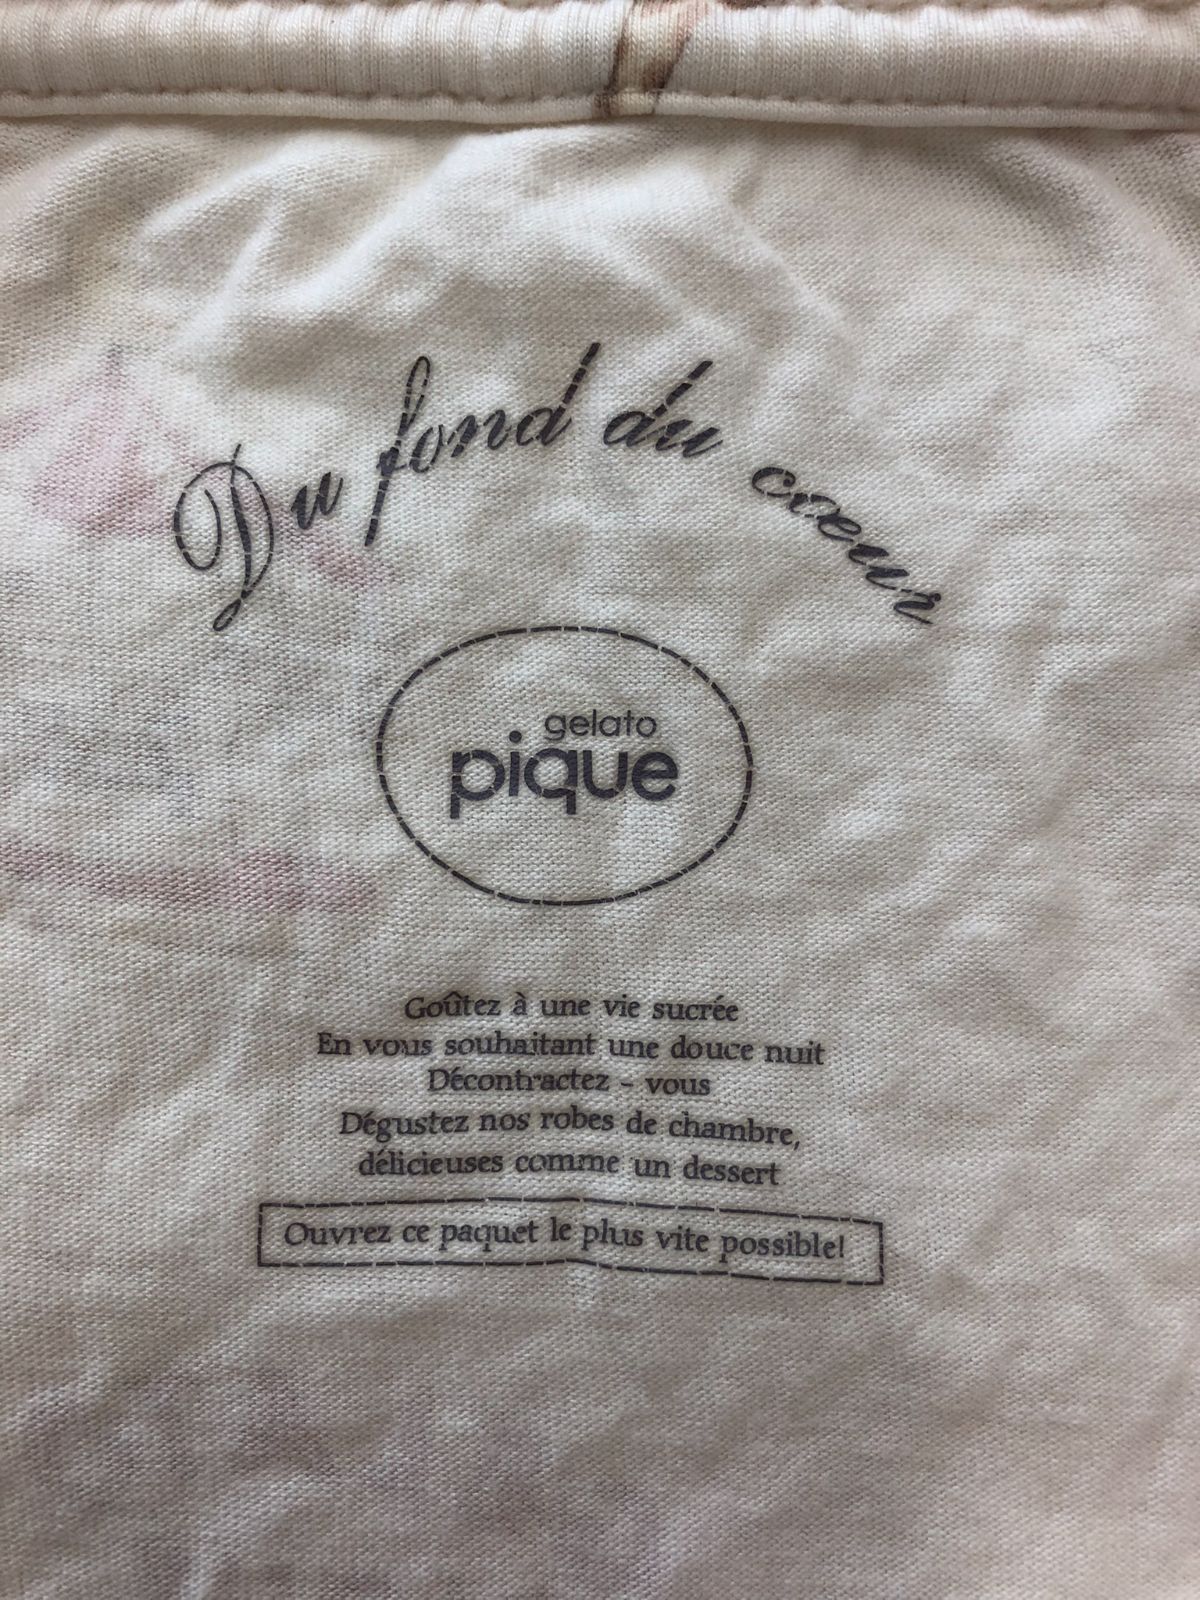 Du fond du cœur
gelato
pique
Goûtez à une vie sucrée
En vous souhaitant une douce nuit
Décontractez - vous
Dégustez nos robes de chambre,
délicieuses comme un dessert
Ouvrez ce paquet le plus vite possible!